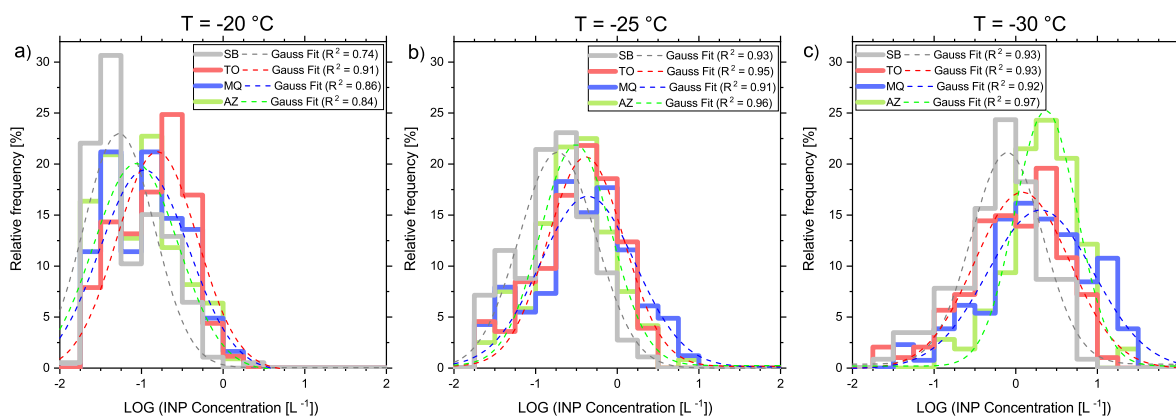 T = -20 °C
a)
SB Gauss Fit (R² = 0.74)
TO Gauss Fit (R² = 0.91)
MQ Gauss Fit (R² = 0.86)
AZ Gauss Fit (R² = 0.84)
Relative frequency [%]
30
25
20
15
10
5
0
-2 -1 0 1 2
LOG (INP Concentration [L⁻¹])
T = -25 °C
b)
SB Gauss Fit (R² = 0.93)
TO Gauss Fit (R² = 0.95)
MQ Gauss Fit (R² = 0.91)
AZ Gauss Fit (R² = 0.96)
Relative frequency [%]
30
25
20
15
10
5
0
-2 -1 0 1 2
LOG (INP Concentration [L⁻¹])
T = -30 °C
c)
SB Gauss Fit (R² = 0.93)
TO Gauss Fit (R² = 0.93)
MQ Gauss Fit (R² = 0.92)
AZ Gauss Fit (R² = 0.97)
Relative frequency [%]
30
25
20
15
10
5
0
-2 -1 0 1
LOG (INP Concentration [L⁻¹])